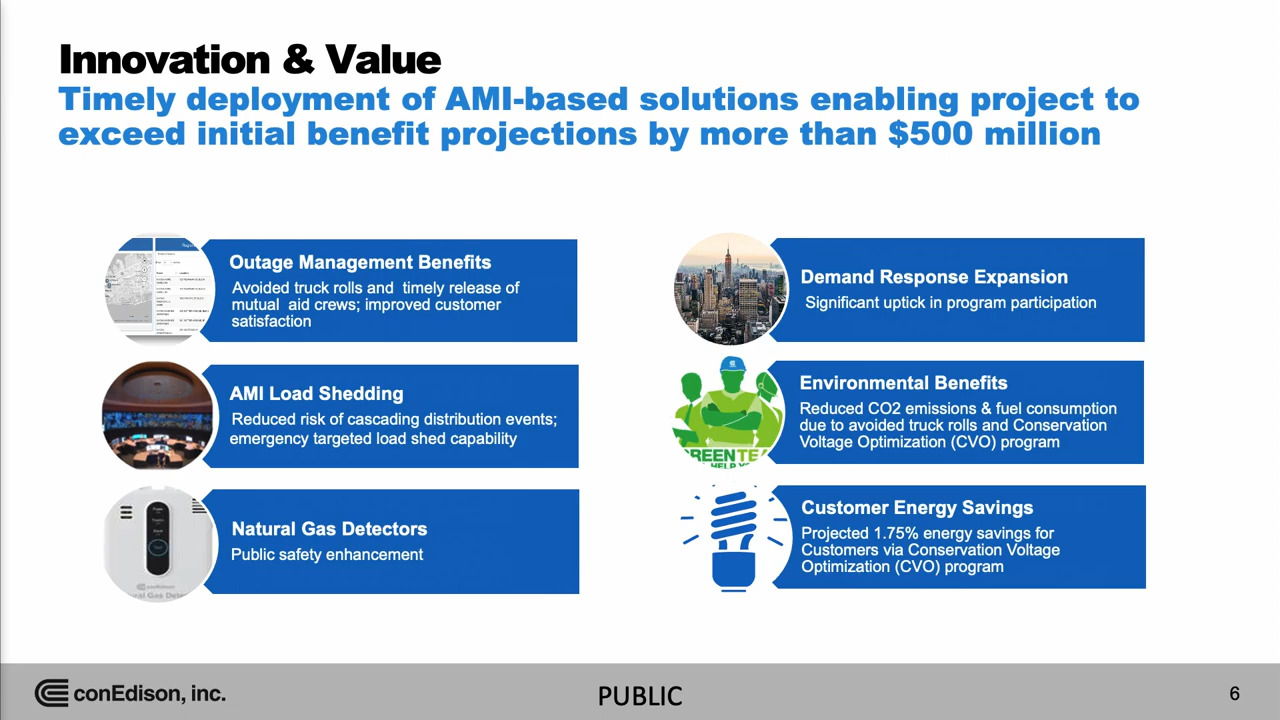 Innovation & Value
Timely deployment of AMI-based solutions enabling project to
exceed initial benefit projections by more than $500 million
Outage Management Benefits
Avoided truck rolls and timely release of
mutual aid crews; improved customer
satisfaction
AMI Load Shedding
Reduced risk of cascading distribution events;
emergency targeted load shed capability
Natural Gas Detectors
Public safety enhancement
conEdison
Demand Response Expansion
Significant uptick in program participation
Environmental Benefits
Reduced CO2 emissions & fuel consumption
due to avoided truck rolls and Conservation
Voltage Optimization (CVO) program
Customer Energy Savings
Projected 1.75% energy savings for
Customers via Conservation Voltage
Optimization (CVO) program
conEdison, inc.
PUBLIC
6